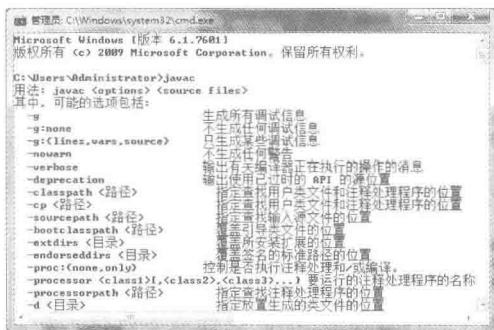 管理员: C:\Windows\system32\cmd.exe
Microsoft Windows [版本 6.1.7601]
版权所有 (c) 2009 Microsoft Corporation。保留所有权利。
C:\Users\Administrator>javac
用法: javac <options> <source files>
其中, 可能的选项包括:
-g 生成所有调试信息
-g:none 不生成任何调试信息
-g:{lines,vars,source} 只生成某些调试信息
-nowarn 不生成任何警告
-verbose 输出有关编译器正在执行的操作的消息
-deprecation 输出使用已过时的 API 的源位置
-classpath <路径> 指定查找用户类文件和注释处理程序的位置
-cp <路径> 指定查找用户类文件和注释处理程序的位置
-sourcepath <路径> 指定查找输入源文件的位置
-bootclasspath <路径> 覆盖引导类文件的位置
-extdirs <目录> 覆盖所安装扩展的位置
-endorseddirs <目录> 覆盖签名的标准路径的位置
-proc:{none,only} 控制是否执行注释处理和/或编译。
-processor <class1>[,<class2>,<class3>...] 要运行的注释处理程序的名称
-processorpath <路径> 指定查找注释处理程序的位置
-d <目录> 指定放置生成的类文件的位置